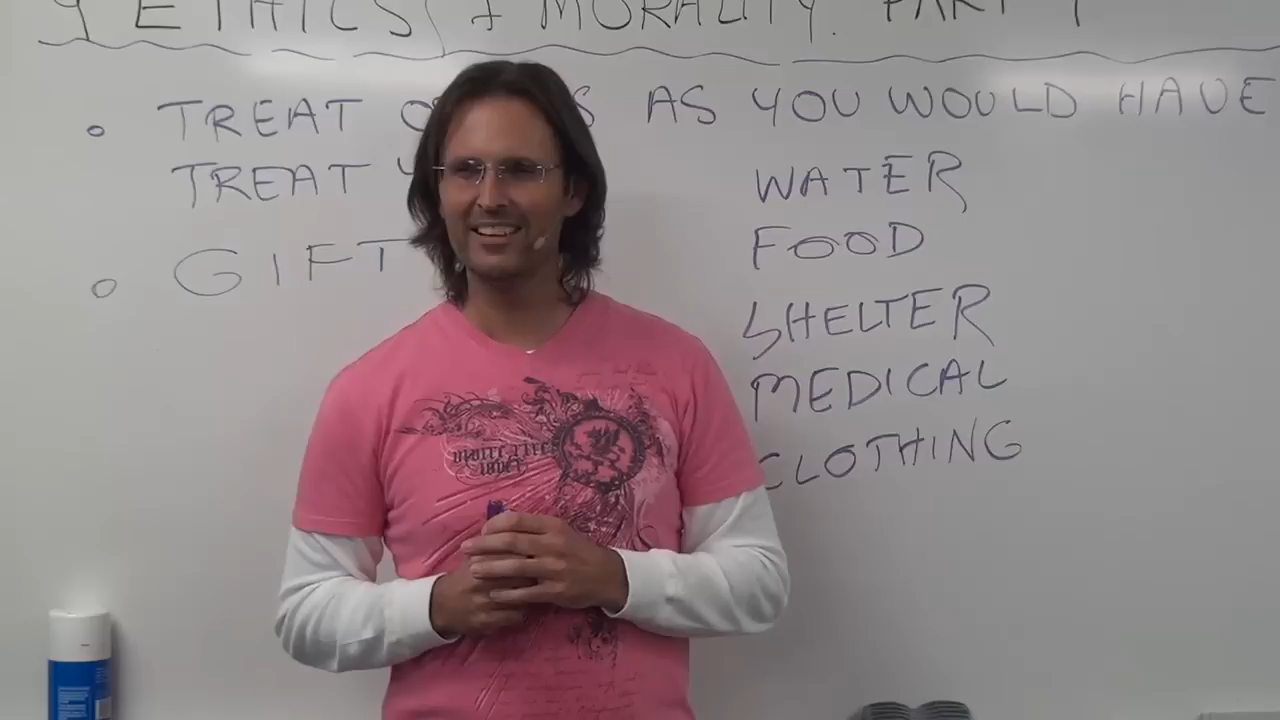 ETHICS & MORALITY. PART 1
TREAT AS YOU WOULD HAVE
TREAT
WATER
GIFT
FOOD
SHELTER
MEDICAL
CLOTHING